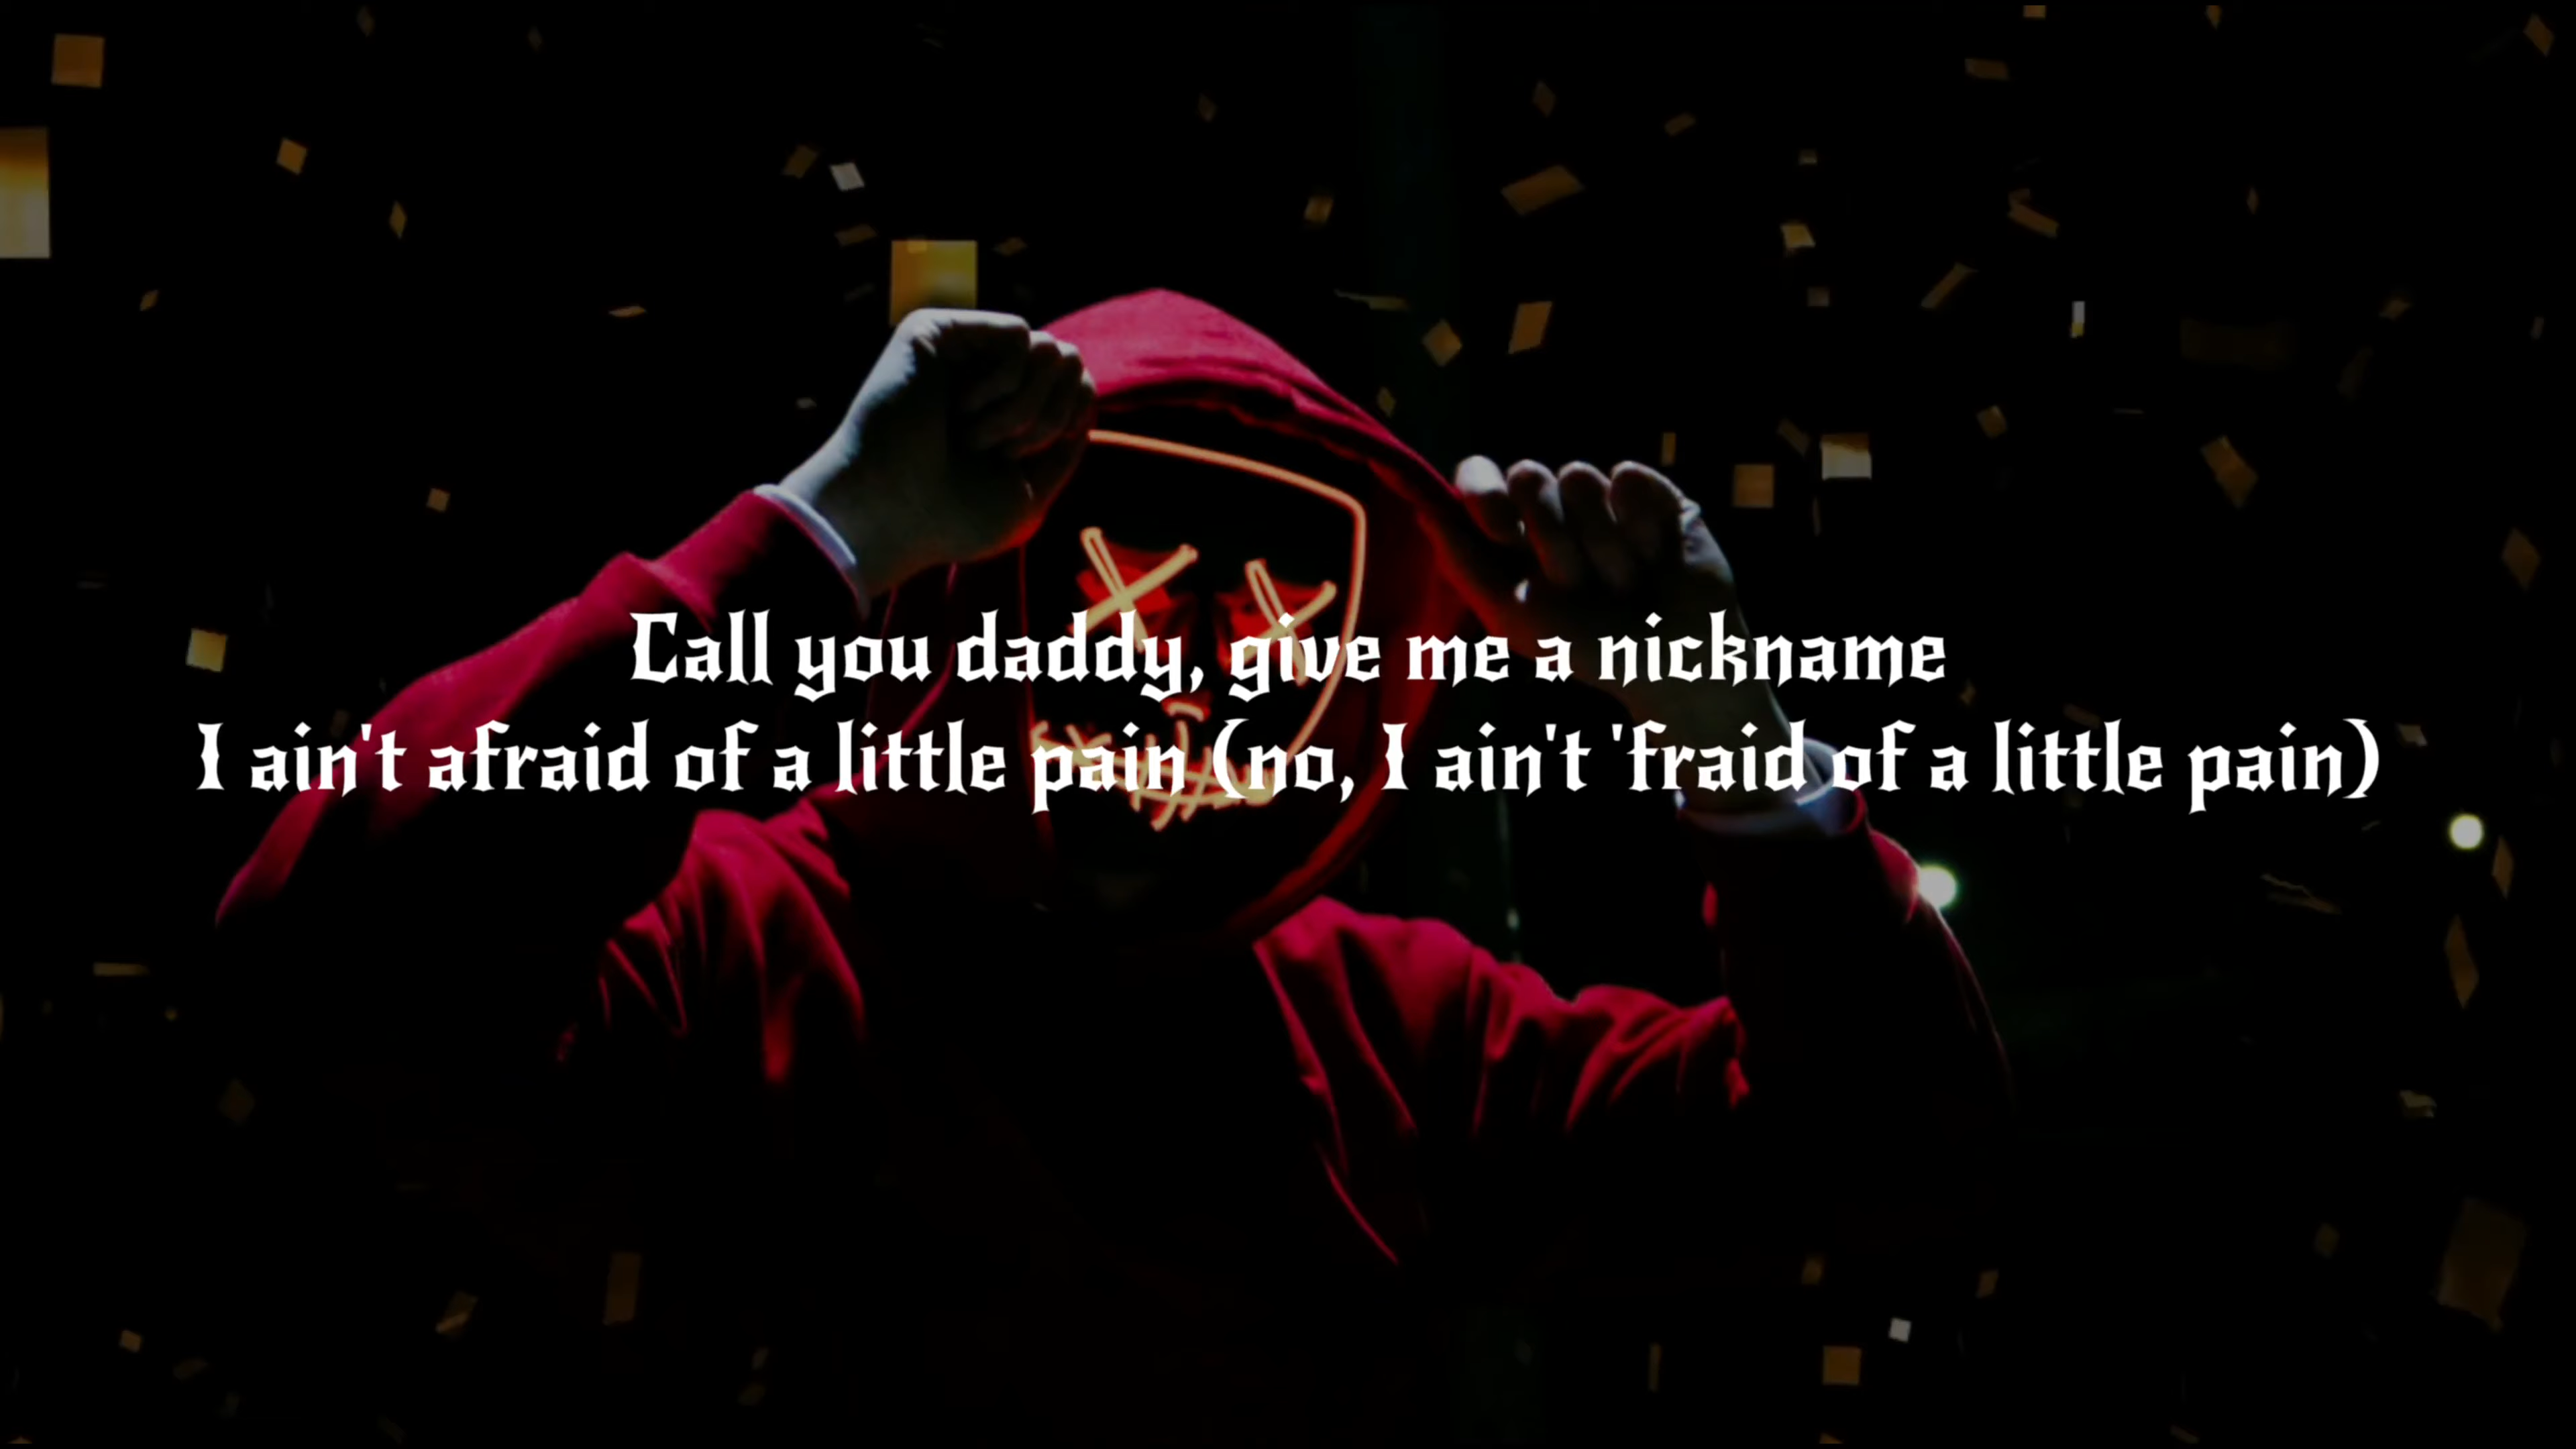 Call you daddy, give me a nickname
I ain't afraid of a little pain (no, I ain't 'fraid of a little pain)